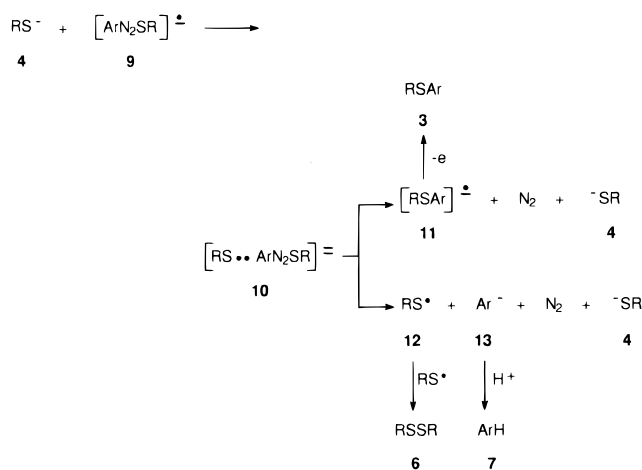 RS⁻ + [ArN₂SR]•⁻
4 9
RSAr
3
-e
[RSAr]•⁻ + N₂ + ⁻SR
11 4
[RS•• ArN₂SR]=
10
RS• + Ar⁻ + N₂ + ⁻SR
12 13 4
RS• H⁺
RSSR ArH
6 7